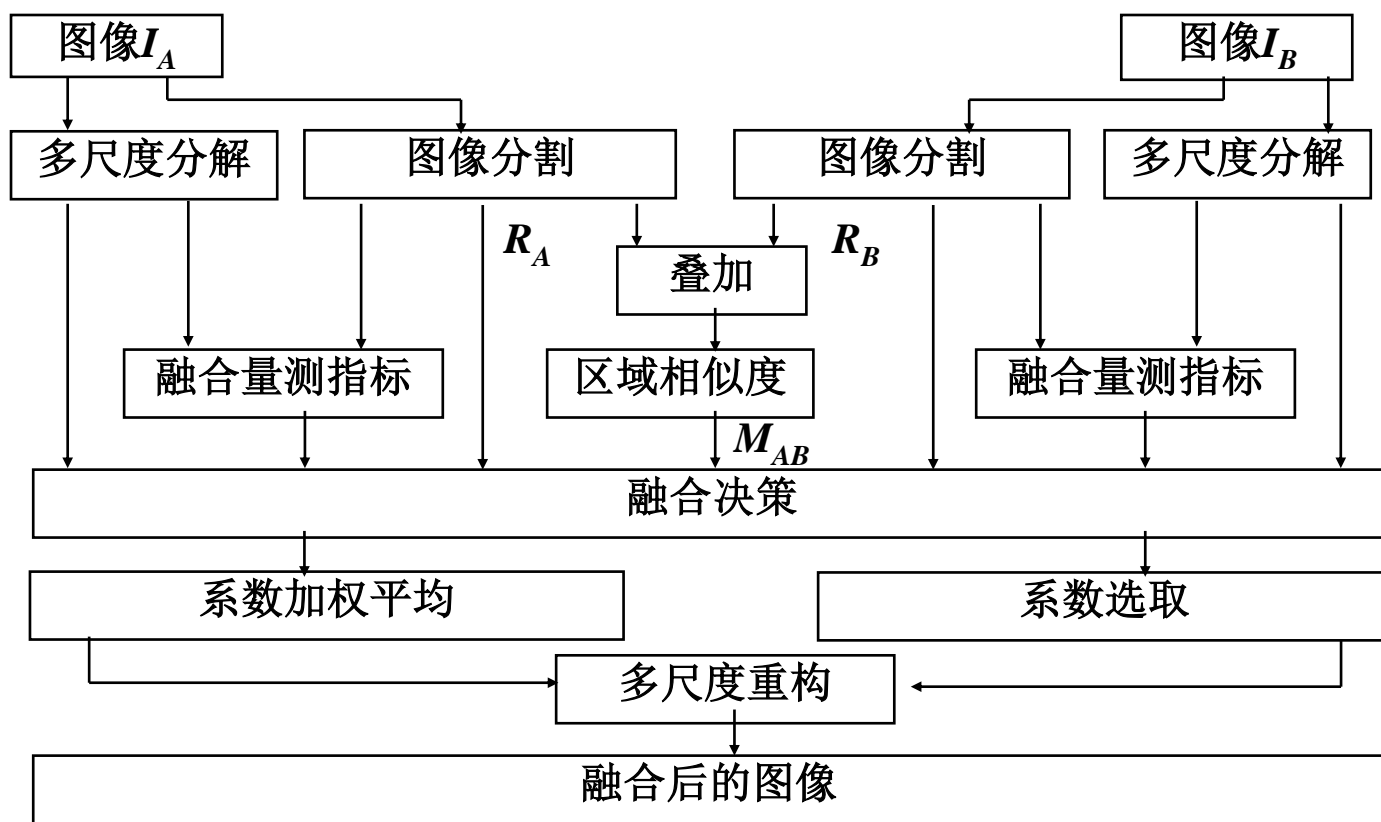 图像I_A
图像I_B
多尺度分解
图像分割
图像分割
多尺度分解
R_A
R_B
叠加
融合量测指标
区域相似度
融合量测指标
M_AB
融合决策
系数加权平均
系数选取
多尺度重构
融合后的图像